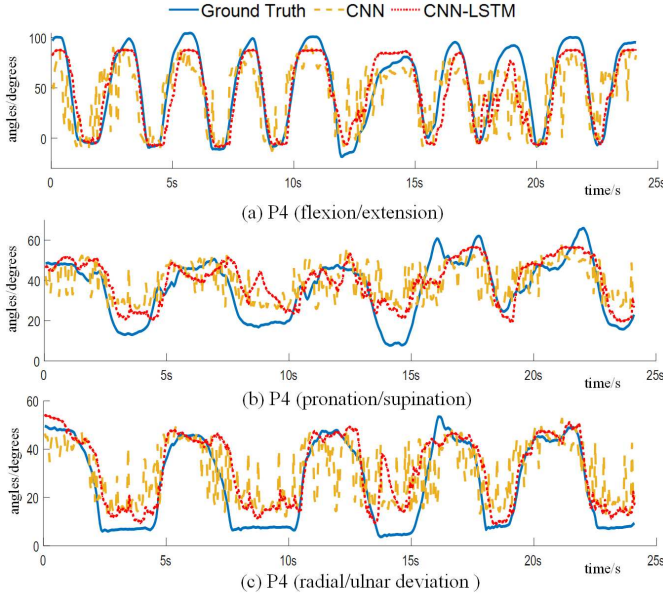 Ground Truth CNN CNN-LSTM
angles/degrees
100
50
0
0 5s 10s 15s 20s 25s
time/s
(a) P4 (flexion/extension)
angles/degrees
60
40
20
0
0 5s 10s 15s 20s 25s
time/s
(b) P4 (pronation/supination)
angles/degrees
60
40
20
0
0 5s 10s 15s 20s 25s
time/s
(c) P4 (radial/ulnar deviation )